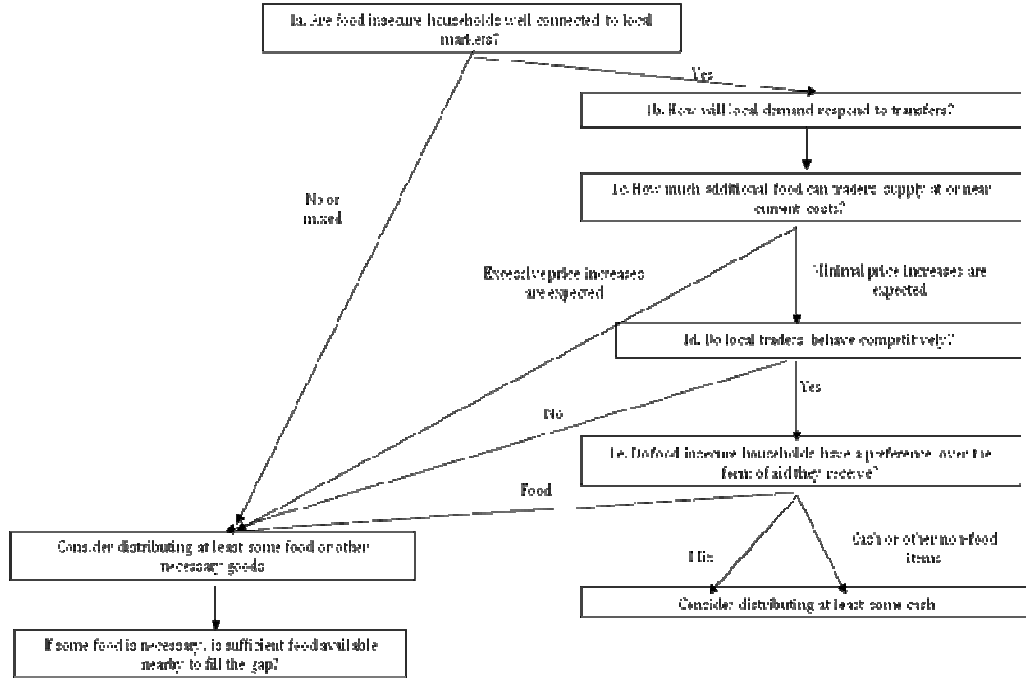 1a. Are food insecure households well connected to local
markets?
Yes
1b. How will local demand respond to transfers?
1c. How much additional food can traders supply at or near
current costs?
No or
mixed
Excessive price increases
are expected
Minimal price increases are
expected
1d. Do local traders behave competitively?
Yes
No
1e. Do food insecure households have a preference over the
form of aid they receive?
Food
Consider distributing at least some food or other
necessary goods
Mix
Cash or other non-food
items
Consider distributing at least some cash
If some food is necessary, is sufficient food available
nearby to fill the gap?